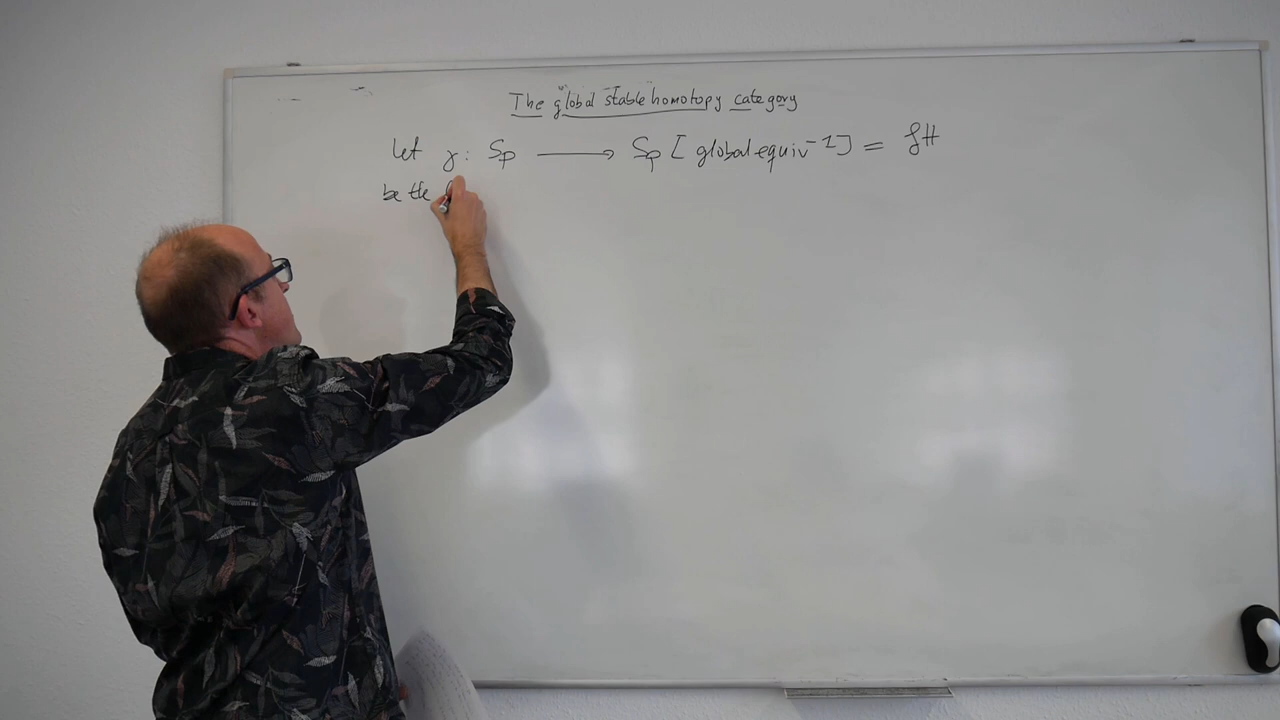 The global stable homotopy category
let γ : Sp ⟶ Sp [ global equiv⁻¹ ] = 𝒢H
be the